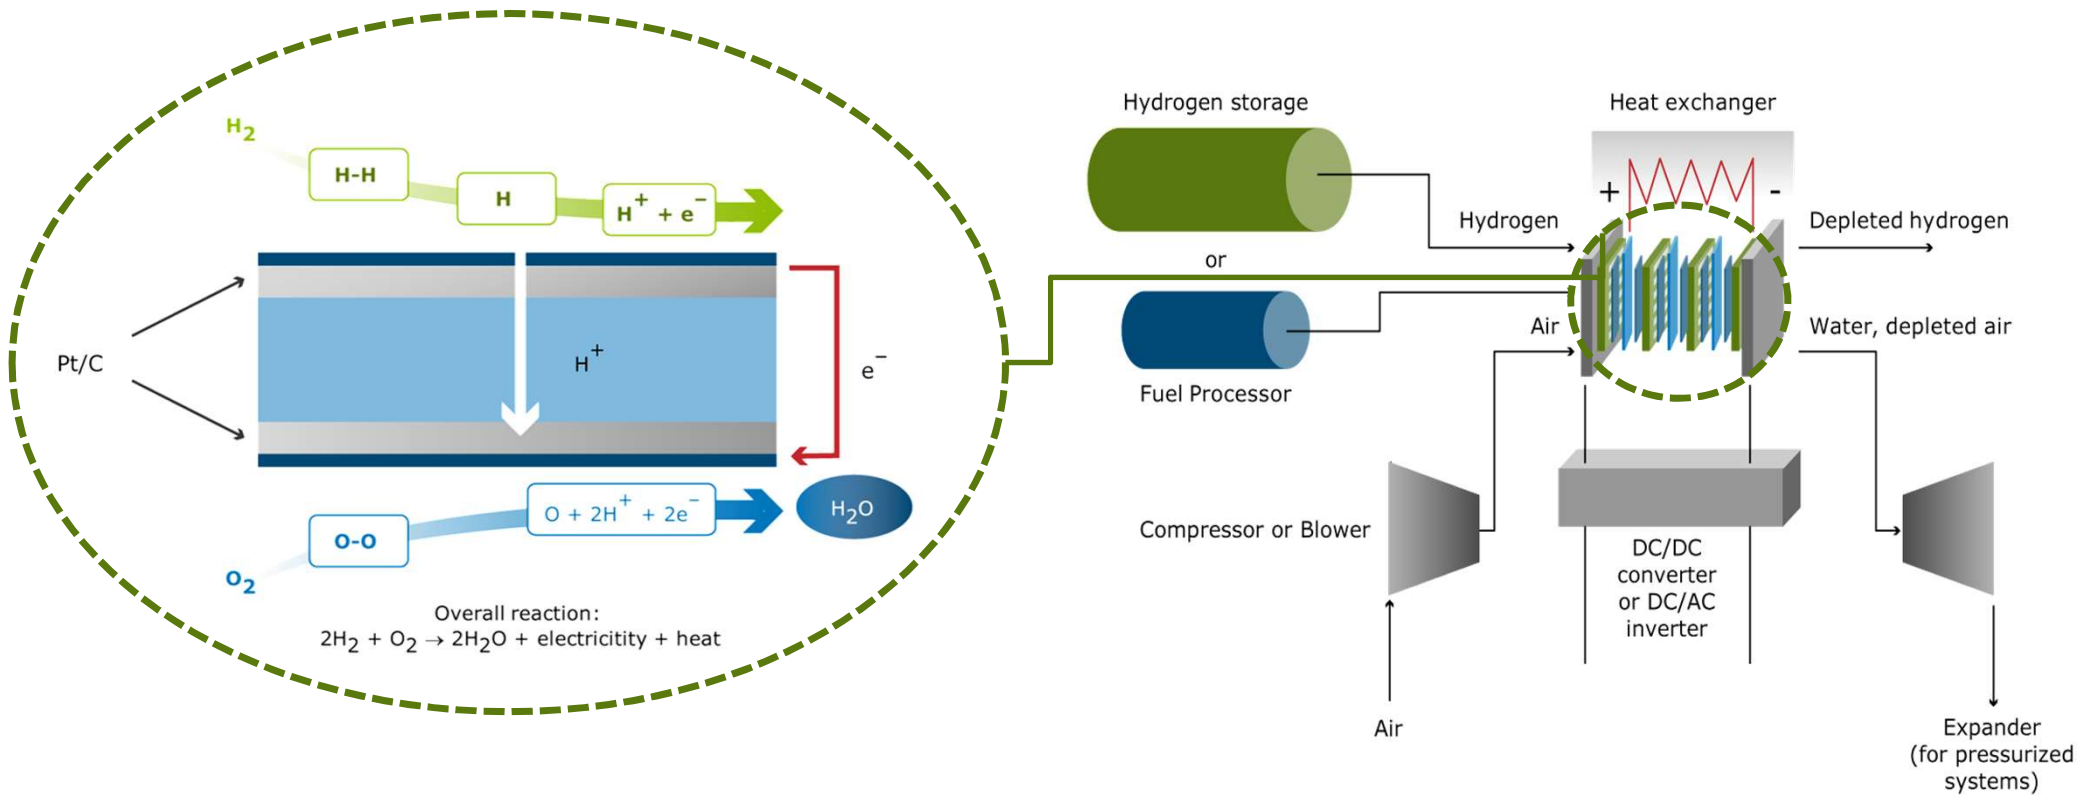 H2
H-H
H
H+ + e−
Pt/C
H+
e−
O2
O-O
O + 2H+ + 2e−
H2O
Overall reaction:
2H2 + O2 → 2H2O + electricitity + heat
Hydrogen storage
or
Fuel Processor
Hydrogen
Air
Compressor or Blower
Air
Heat exchanger
+
-
Depleted hydrogen
Water, depleted air
DC/DC
converter
or DC/AC
inverter
Expander
(for pressurized
systems)